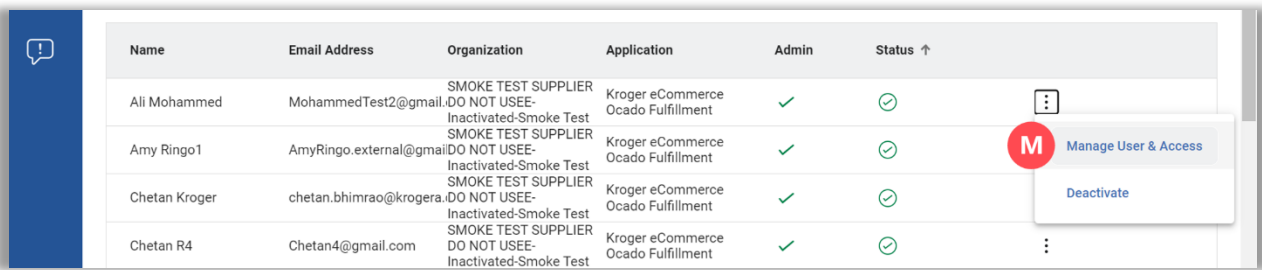 Name Email Address Organization Application Admin Status ↑
SMOKE TEST SUPPLIER
Ali Mohammed MohammedTest2@gmail. DO NOT USEE- Kroger eCommerce
Inactivated-Smoke Test Ocado Fulfillment
SMOKE TEST SUPPLIER
Amy Ringo1 AmyRingo.external@gmail DO NOT USEE- Kroger eCommerce M Manage User & Access
Inactivated-Smoke Test Ocado Fulfillment
SMOKE TEST SUPPLIER
Chetan Kroger chetan.bhimrao@krogera. DO NOT USEE- Kroger eCommerce Deactivate
Inactivated-Smoke Test Ocado Fulfillment
SMOKE TEST SUPPLIER
Chetan R4 Chetan4@gmail.com DO NOT USEE- Kroger eCommerce
Inactivated-Smoke Test Ocado Fulfillment